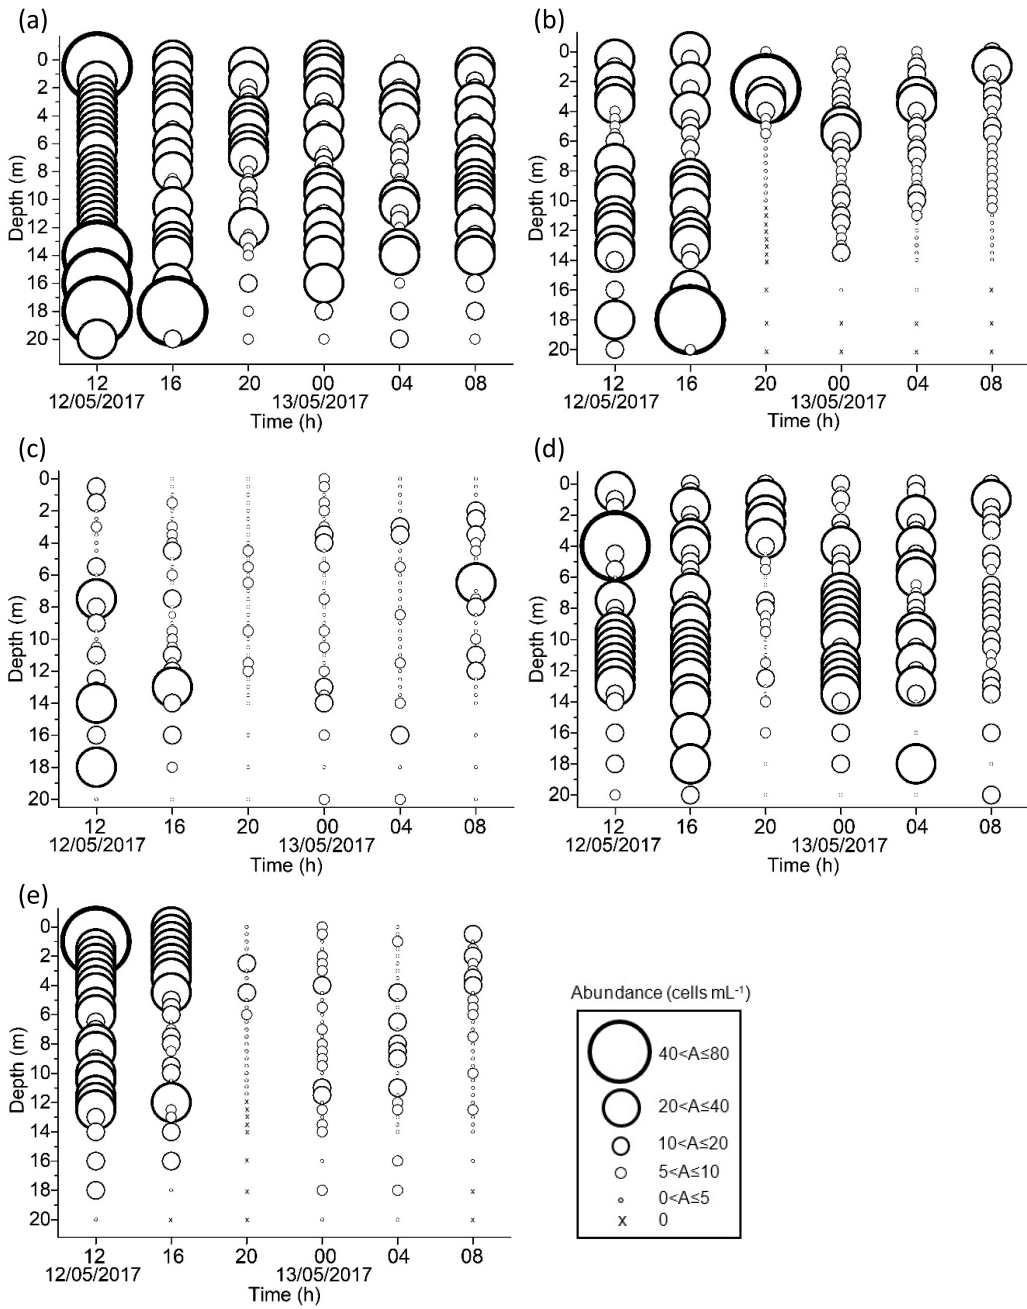 (a)
0
2
4
6
8
10
12
14
16
18
20
Depth (m)
12 16 20 00 04 08
12/05/2017 13/05/2017
Time (h)
(b)
0
2
4
6
8
10
12
14
16
18
20
Depth (m)
12 16 20 00 04 08
12/05/2017 13/05/2017
Time (h)
(c)
0
2
4
6
8
10
12
14
16
18
20
Depth (m)
12 16 20 00 04 08
12/05/2017 13/05/2017
Time (h)
(d)
0
2
4
6
8
10
12
14
16
18
20
Depth (m)
12 16 20 00 04 08
12/05/2017 13/05/2017
Time (h)
(e)
0
2
4
6
8
10
12
14
16
18
20
Depth (m)
12 16 20 00 04 08
12/05/2017 13/05/2017
Time (h)
Abundance (cells mL⁻¹)
40<A≤80
20<A≤40
10<A≤20
5<A≤10
0<A≤5
x 0